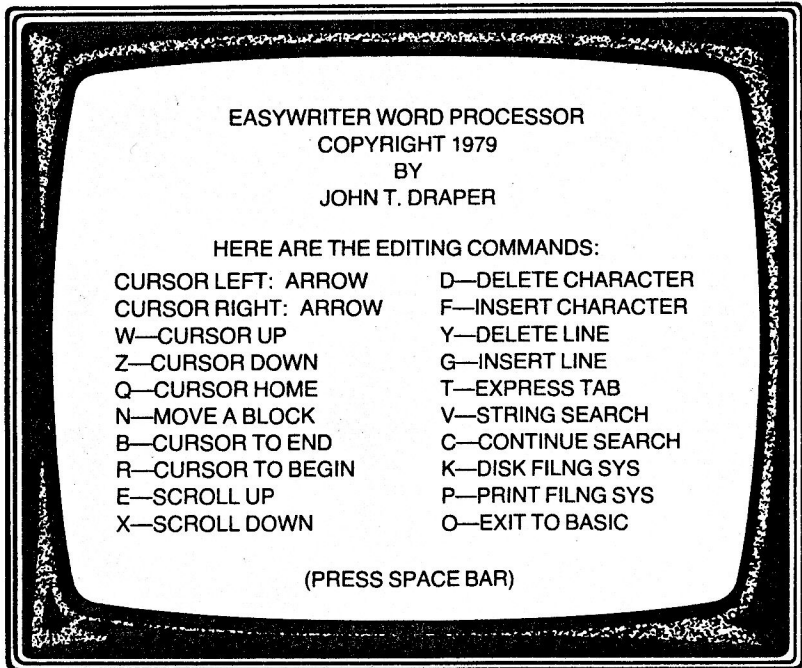 EASYWRITER WORD PROCESSOR
COPYRIGHT 1979
BY
JOHN T. DRAPER
HERE ARE THE EDITING COMMANDS:
CURSOR LEFT: ARROW
CURSOR RIGHT: ARROW
W—CURSOR UP
Z—CURSOR DOWN
Q—CURSOR HOME
N—MOVE A BLOCK
B—CURSOR TO END
R—CURSOR TO BEGIN
E—SCROLL UP
X—SCROLL DOWN
D—DELETE CHARACTER
F—INSERT CHARACTER
Y—DELETE LINE
G—INSERT LINE
T—EXPRESS TAB
V—STRING SEARCH
C—CONTINUE SEARCH
K—DISK FILNG SYS
P—PRINT FILNG SYS
O—EXIT TO BASIC
(PRESS SPACE BAR)